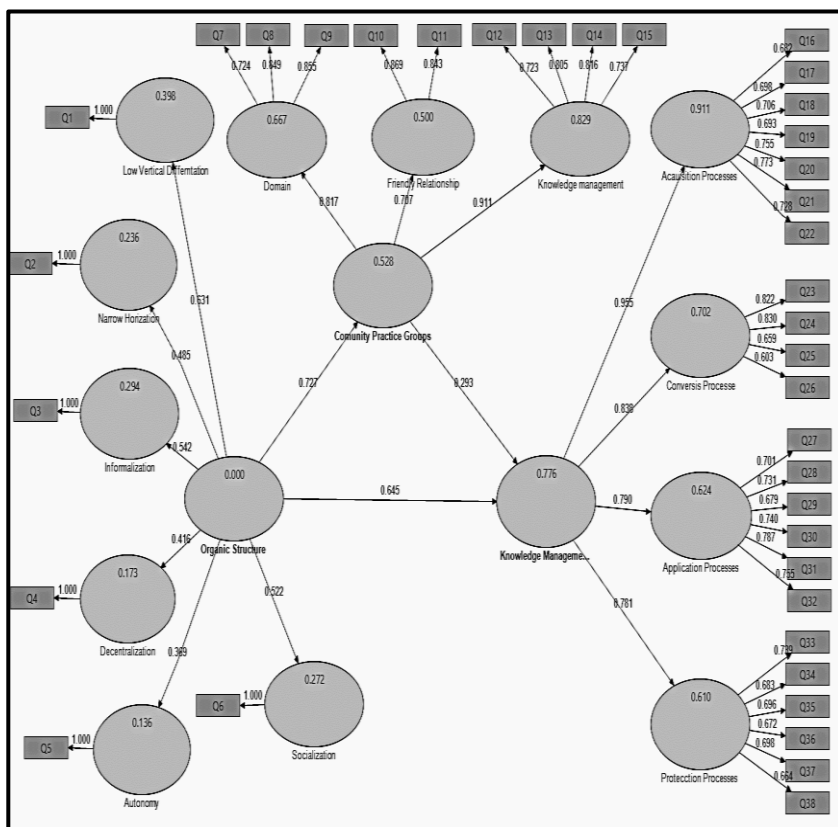 Q7
Q8
Q9
Q10
Q11
Q12
Q13
Q14
Q15
0.724
0.849
0.855
0.869
0.843
0.723
0.805
0.816
0.737
Q1
1.000
0.398
Low Vertical Differntation
0.667
Domain
0.500
Friendly Relationship
0.829
Knowledge management
0.911
Acquisition Processes
0.682
0.698
0.706
0.693
0.755
0.773
0.728
Q16
Q17
Q18
Q19
Q20
Q21
Q22
0.817
0.707
0.911
Q2
1.000
0.236
Narrow Horization
0.631
0.485
0.528
Comunity Practice Groups
0.955
0.702
Conversis Processe
0.822
0.830
0.659
0.603
Q23
Q24
Q25
Q26
Q3
1.000
0.294
Informalization
0.542
0.727
0.293
0.838
0.000
Organic Structure
0.645
0.776
Knowledge Manageme...
0.790
0.624
Application Processes
0.701
0.731
0.679
0.740
0.787
0.755
Q27
Q28
Q29
Q30
Q31
Q32
Q4
1.000
0.173
Decentralization
0.416
0.522
0.781
Q5
1.000
0.136
Autonomy
0.369
Q6
1.000
0.272
Socialization
0.610
Protecction Processes
0.739
0.683
0.696
0.672
0.698
0.664
Q33
Q34
Q35
Q36
Q37
Q38